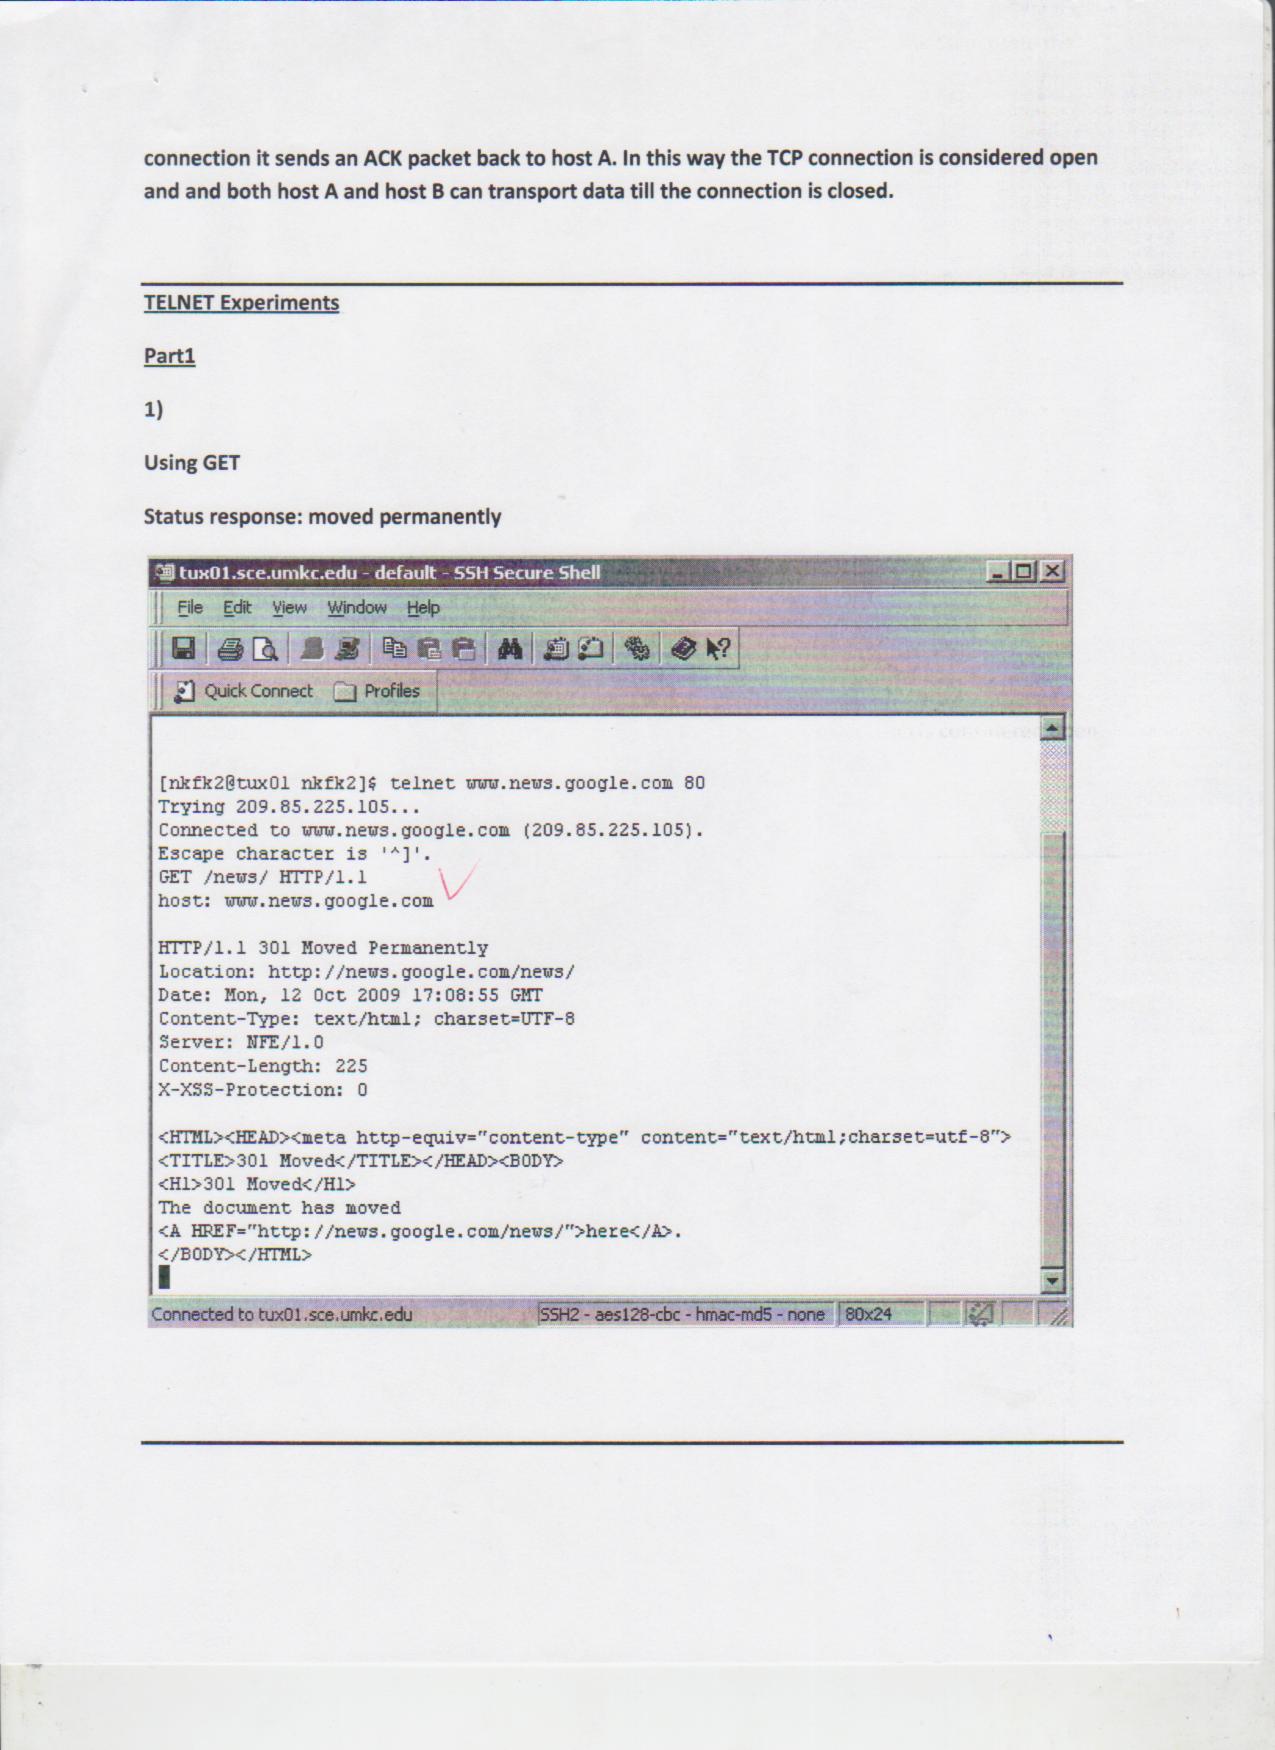 connection it sends an ACK packet back to host A. In this way the TCP connection is considered open
and and both host A and host B can transport data till the connection is closed.
TELNET Experiments
Part1
1)
Using GET
Status response: moved permanently
tux01.sce.umkc.edu - default - SSH Secure Shell
File Edit View Window Help
Quick Connect Profiles
[nkfk2@tux01 nkfk2]$ telnet www.news.google.com 80
Trying 209.85.225.105...
Connected to www.news.google.com (209.85.225.105).
Escape character is '^]'.
GET /news/ HTTP/1.1
host: www.news.google.com
HTTP/1.1 301 Moved Permanently
Location: http://news.google.com/news/
Date: Mon, 12 Oct 2009 17:08:55 GMT
Content-Type: text/html; charset=UTF-8
Server: NFE/1.0
Content-Length: 225
X-XSS-Protection: 0
<HTML><HEAD><meta http-equiv="content-type" content="text/html;charset=utf-8">
<TITLE>301 Moved</TITLE></HEAD><BODY>
<H1>301 Moved</H1>
The document has moved
<A HREF="http://news.google.com/news/">here</A>.
</BODY></HTML>
Connected to tux01.sce.umkc.edu SSH2 - aes128-cbc - hmac-md5 - none 80x24